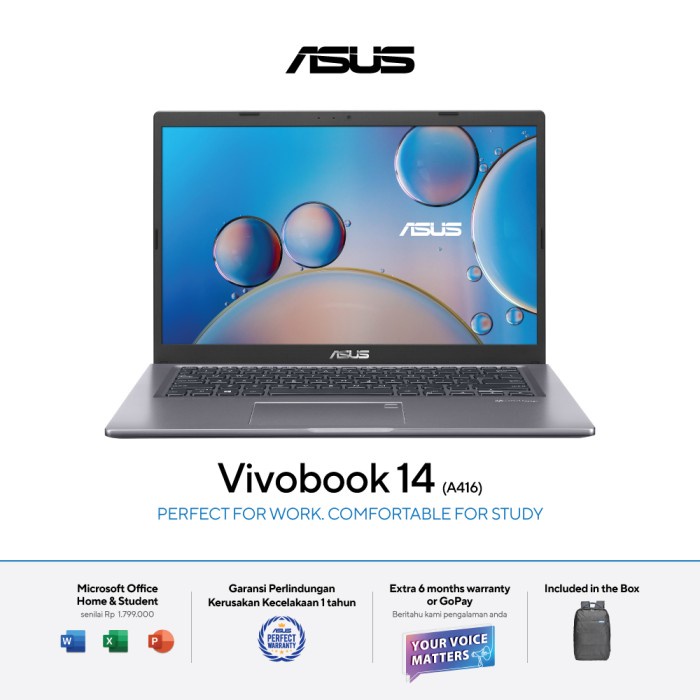 ASUS
ASUS
ASUS
Vivobook 14 (A416)
PERFECT FOR WORK. COMFORTABLE FOR STUDY
Microsoft Office
Home & Student
senilai Rp 1.799.000
W X P
Garansi Perlindungan
Kerusakan Kecelakaan 1 tahun
ASUS
PERFECT
WARRANTY
Extra 6 months warranty
or GoPay
Beritahu kami pengalaman anda
YOUR VOICE
MATTERS
Included in the Box